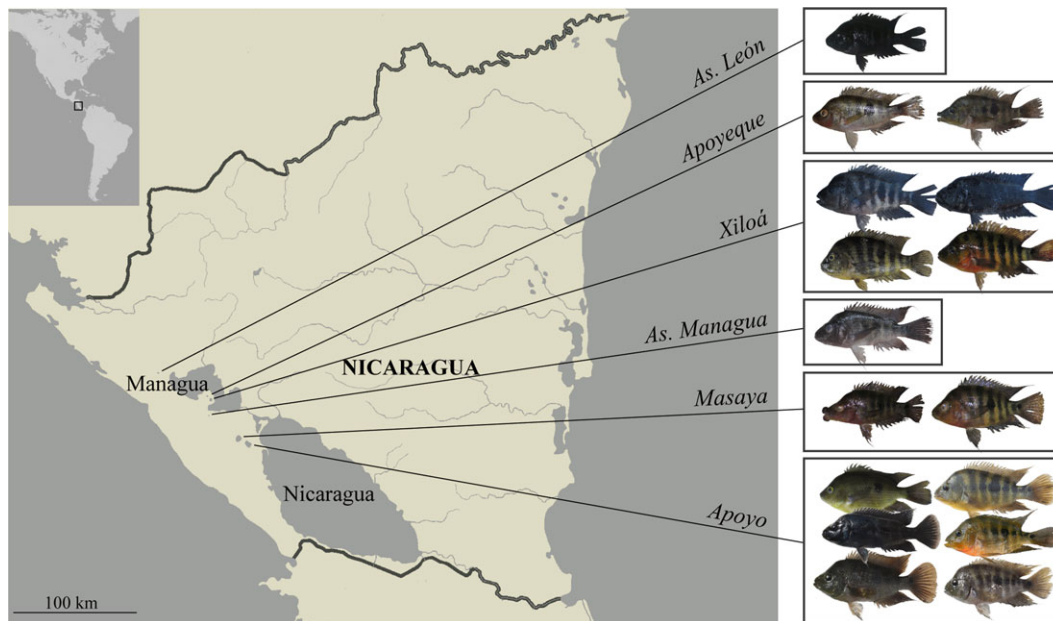 As. León
Apoyeque
Xiloá
As. Managua
Managua
NICARAGUA
Masaya
Nicaragua
Apoyo
100 km